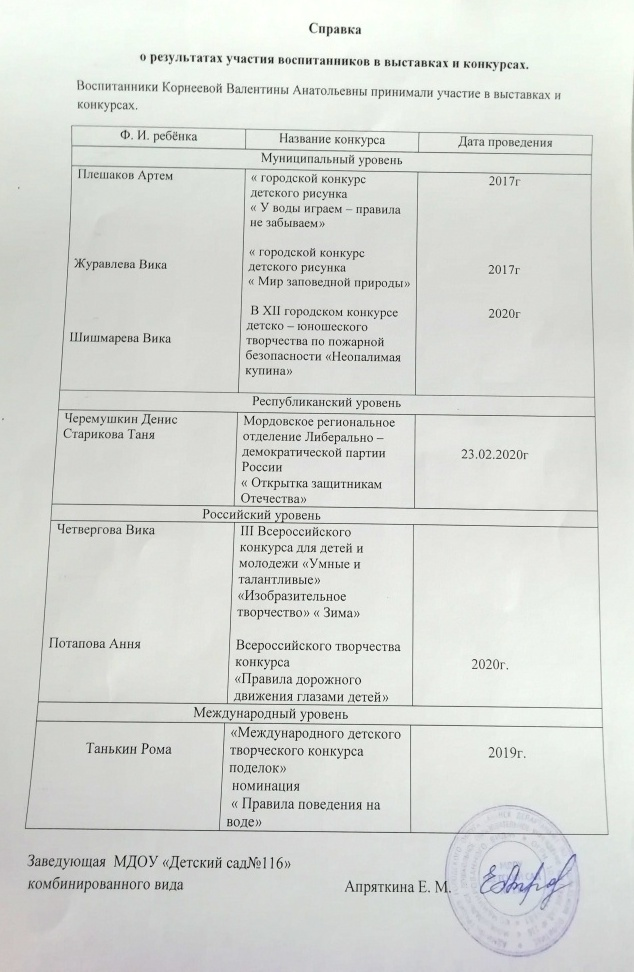 Справка
о результатах участия воспитанников в выставках и конкурсах.
Воспитанники Корнеевой Валентины Анатольевны принимали участие в выставках и
конкурсах.
Ф. И. ребёнка Название конкурса Дата проведения
Муниципальный уровень
Плешаков Артем « городской конкурс 2017г
детского рисунка
« У воды играем – правила
не забываем»
« городской конкурс
Журавлева Вика детского рисунка 2017г
« Мир заповедной природы»
В XII городском конкурсе 2020г
детско – юношеского
Шишмарева Вика творчества по пожарной
безопасности «Неопалимая
купина»
Республиканский уровень
Черемушкин Денис Мордовское региональное
Старикова Таня отделение Либерально –
демократической партии 23.02.2020г
России
« Открытка защитникам
Отечества»
Российский уровень
Четвергова Вика III Всероссийского
конкурса для детей и
молодежи «Умные и
талантливые»
«Изобразительное
творчество» « Зима»
Потапова Ання Всероссийского творчества
конкурса 2020г.
«Правила дорожного
движения глазами детей»
Международный уровень
«Международного детского
Танькин Рома творческого конкурса 2019г.
поделок»
номинация
« Правила поведения на
воде»
Заведующая МДОУ «Детский сад№116»
комбинированного вида Апряткина Е. М.